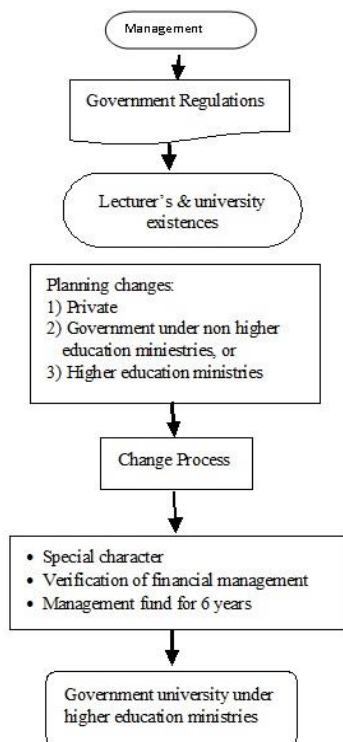 Management
Government Regulations
Lecturer's & university
existences
Planning changes:
1) Private
2) Government under non higher
education miniestries, or
3) Higher education ministries
Change Process
• Special character
• Verification of financial management
• Management fund for 6 years
Government university under
higher education ministries